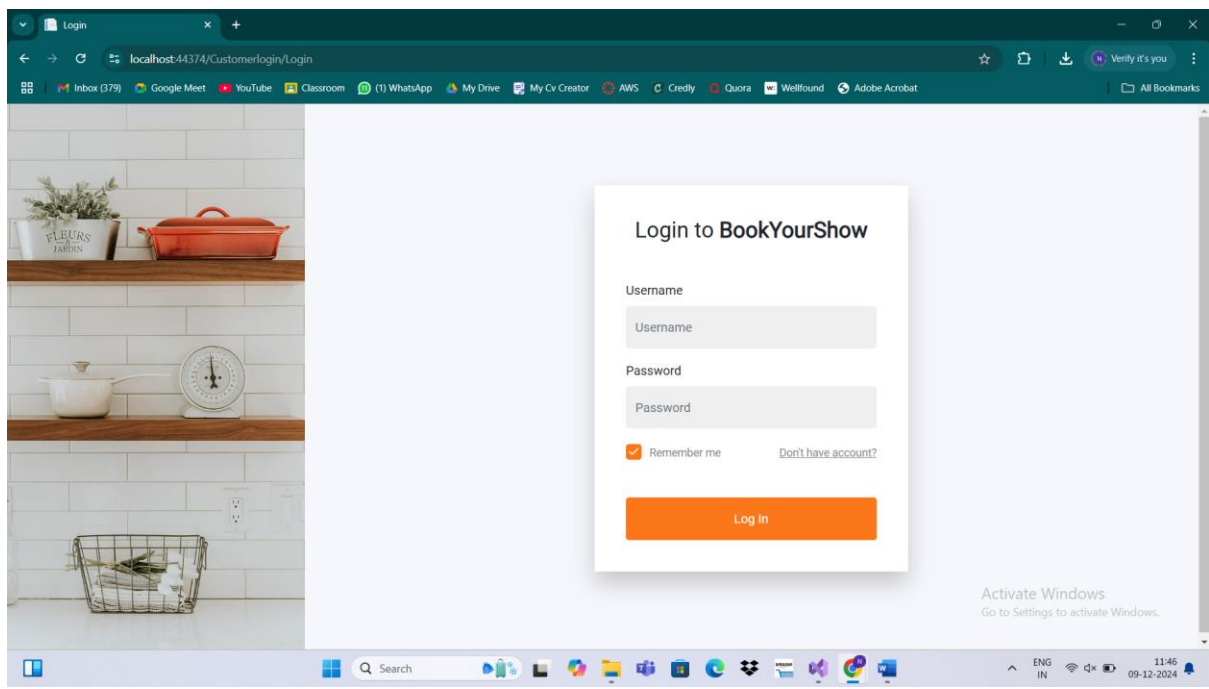 Login
localhost:44374/Customerlogin/Login
Verify it's you
Inbox (379) Google Meet YouTube Classroom (1) WhatsApp My Drive My Cv Creator AWS Credly Quora Wellfound Adobe Acrobat All Bookmarks
FLEURS
JARDIN
Login to BookYourShow
Username
Username
Password
Password
Remember me Don't have account?
Log In
Activate Windows
Go to Settings to activate Windows.
Search
ENG 11:46
IN 09-12-2024